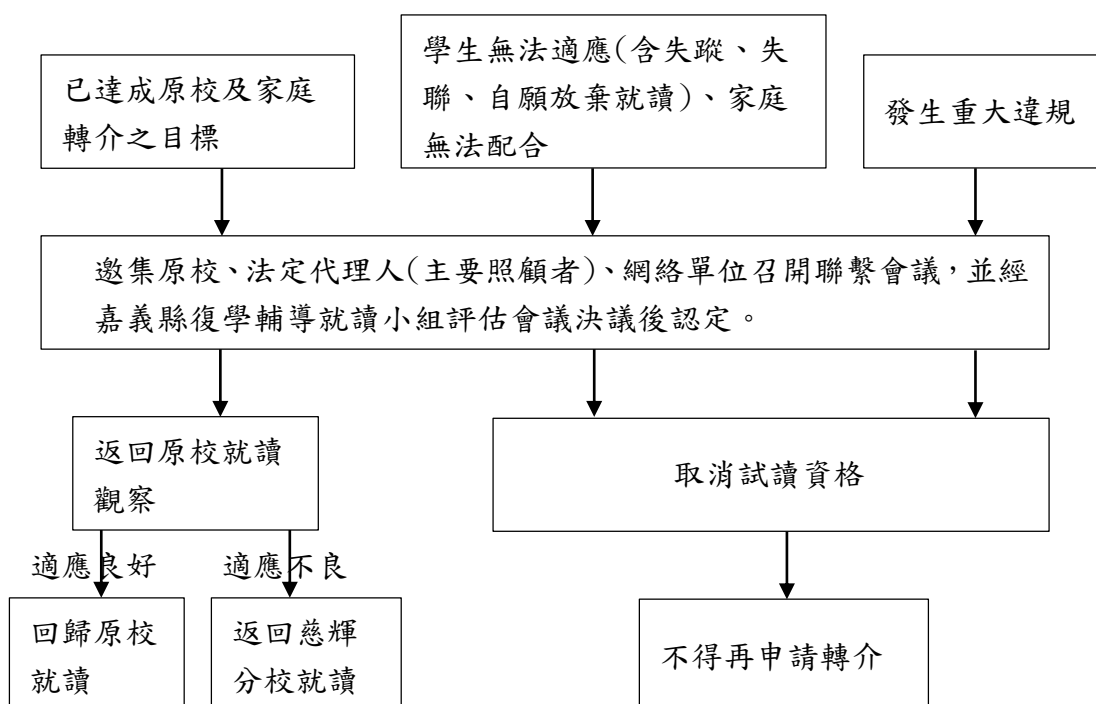 已達成原校及家庭
轉介之目標
學生無法適應(含失蹤、失
聯、自願放棄就讀)、家庭
無法配合
發生重大違規
邀集原校、法定代理人(主要照顧者)、網絡單位召開聯繫會議，並經
嘉義縣復學輔導就讀小組評估會議決議後認定。
返回原校就讀
觀察
取消試讀資格
適應良好
適應不良
回歸原校
就讀
返回慈輝
分校就讀
不得再申請轉介